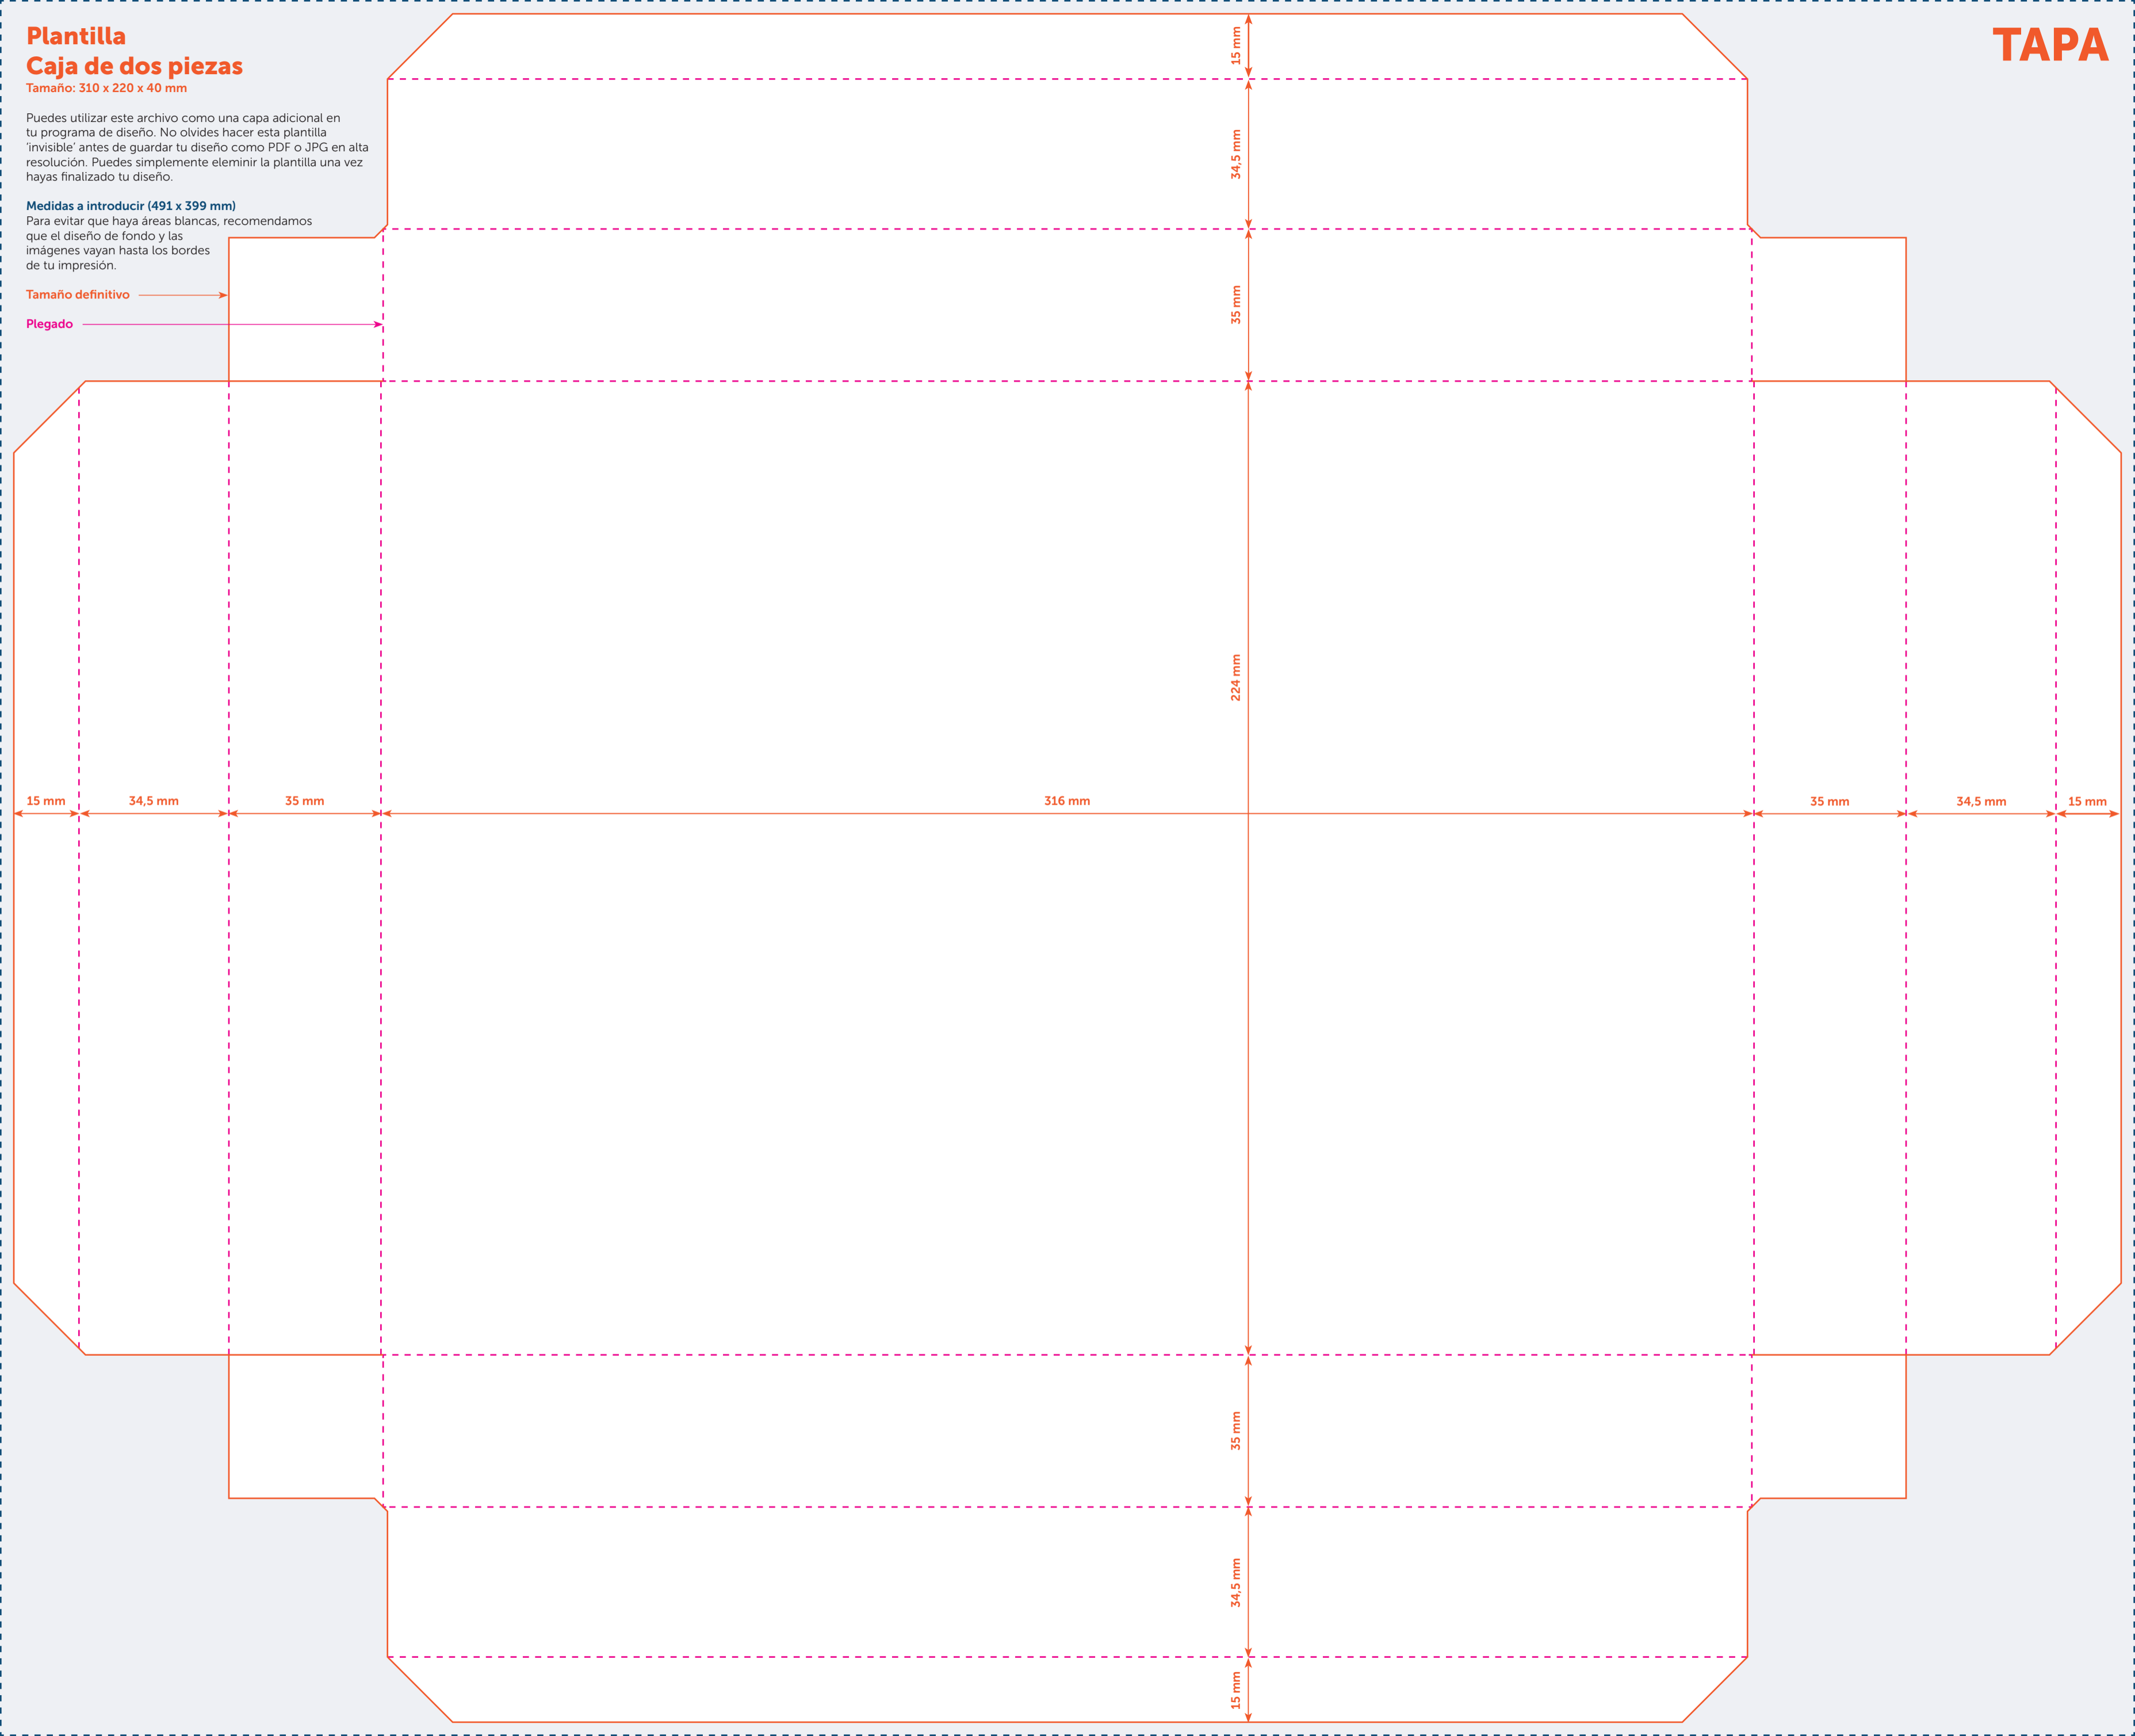 Plantilla
Caja de dos piezas
Tamaño: 310 x 220 x 40 mm
Puedes utilizar este archivo como una capa adicional en
tu programa de diseño. No olvides hacer esta plantilla
‘invisible’ antes de guardar tu diseño como PDF o JPG en alta
resolución. Puedes simplemente eleminir la plantilla una vez
hayas finalizado tu diseño.
Medidas a introducir (491 x 399 mm)
Para evitar que haya áreas blancas, recomendamos
que el diseño de fondo y las
imágenes vayan hasta los bordes
de tu impresión.
Tamaño definitivo
Plegado
TAPA
15 mm
34,5 mm
35 mm
224 mm
15 mm
34,5 mm
35 mm
316 mm
35 mm
34,5 mm
15 mm
35 mm
34,5 mm
15 mm